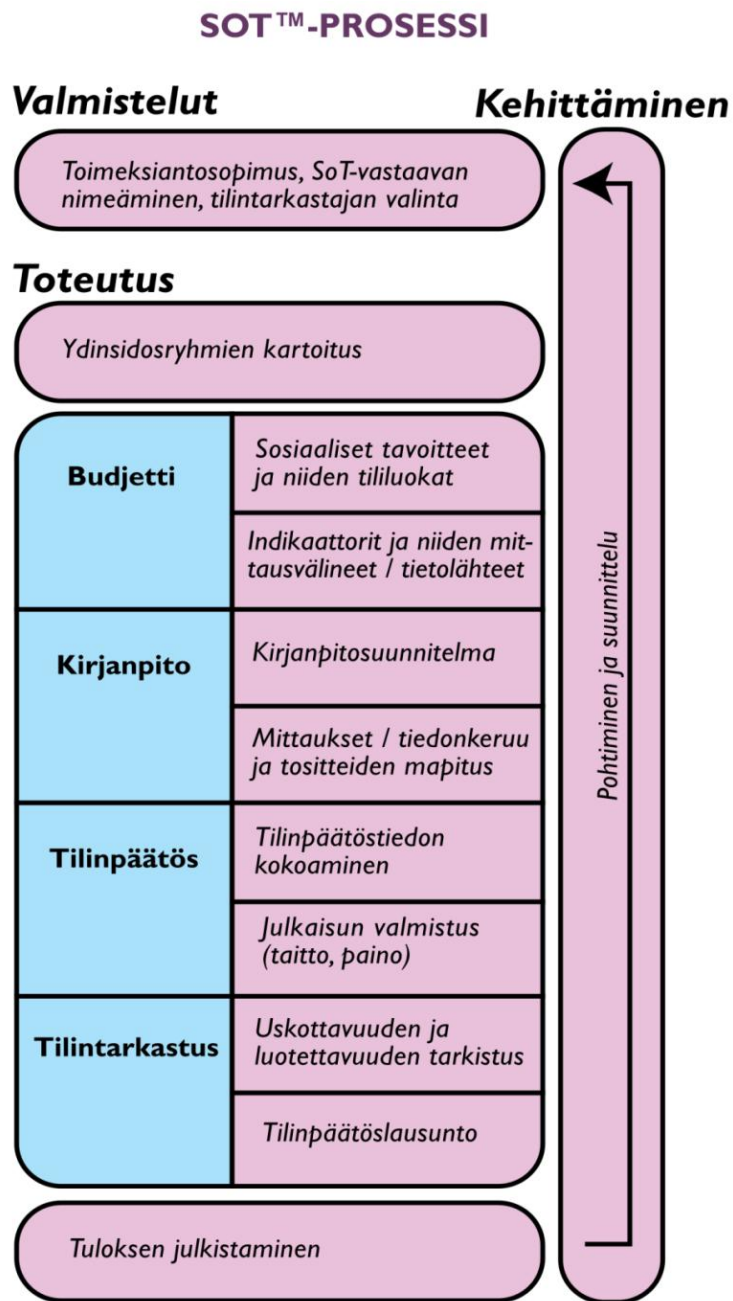 SOT™-PROSESSI
Valmistelut
Kehittäminen
Toimeksiantosopimus, SoT-vastaavan
nimeäminen, tilintarkastajan valinta
Toteutus
Ydinsidosryhmien kartoitus
Budjetti
Sosiaaliset tavoitteet
ja niiden tililuokat
Indikaattorit ja niiden mit-
tausvälineet / tietolähteet
Kirjanpito
Kirjanpitosuunnitelma
Mittaukset / tiedonkeruu
ja tositteiden mapitus
Tilinpäätös
Tilinpäätöstiedon
kokoaminen
Julkaisun valmistus
(taitto, paino)
Tilintarkastus
Uskottavuuden ja
luotettavuuden tarkistus
Tilinpäätöslausunto
Tuloksen julkistaminen
Pohtiminen ja suunnittelu